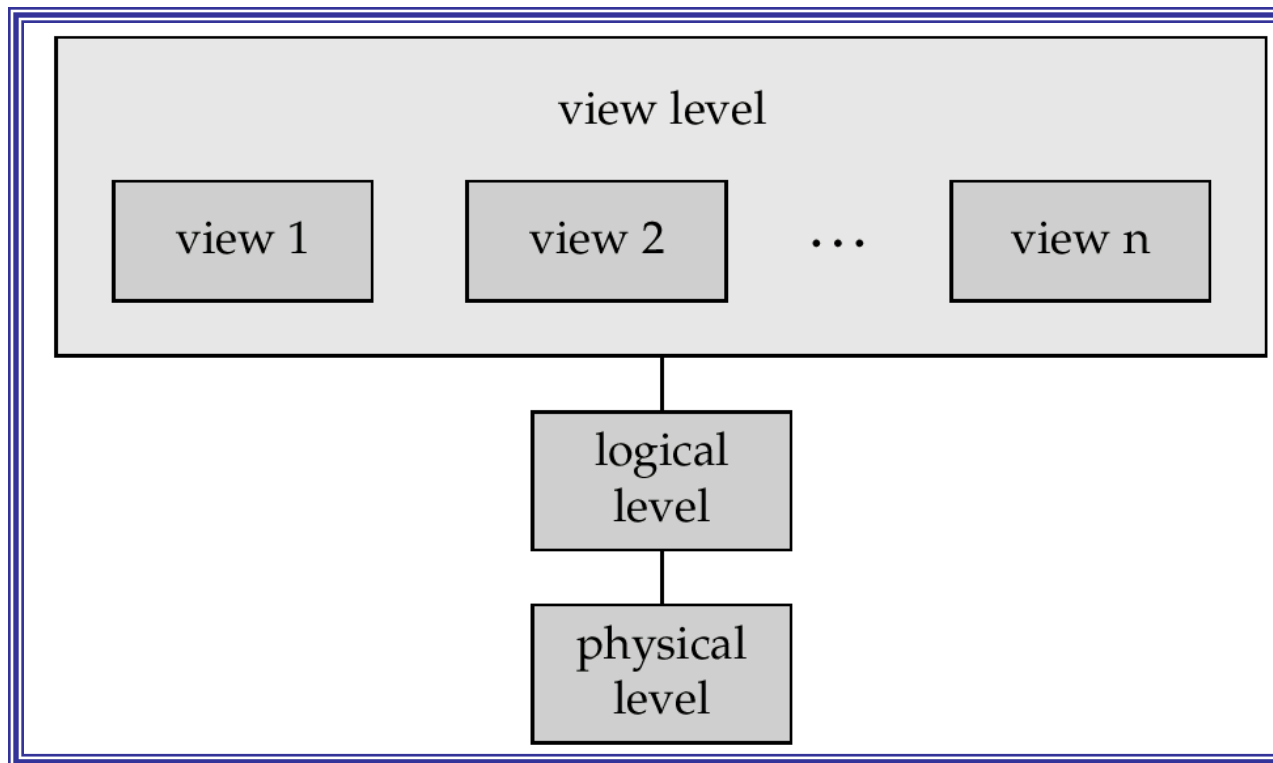 view level
view 1
view 2
...
view n
logical
level
physical
level